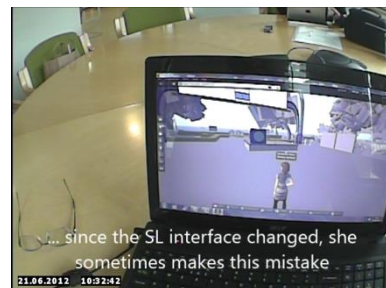 ... since the SL interface changed, she
sometimes makes this mistake
21.06.2012 10:32:42